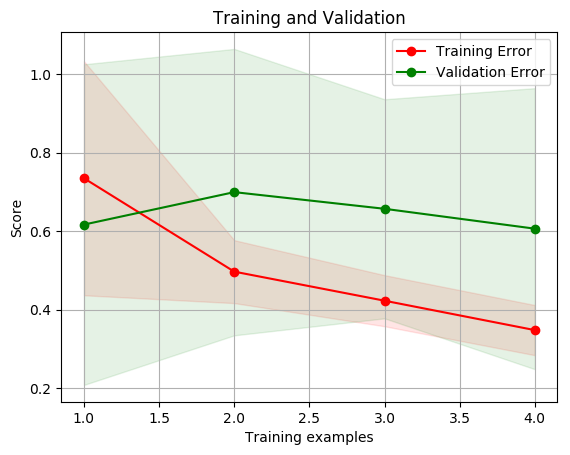 Training and Validation
Training Error
Validation Error
Score
1.0
0.8
0.6
0.4
0.2
1.0 1.5 2.0 2.5 3.0 3.5 4.0
Training examples